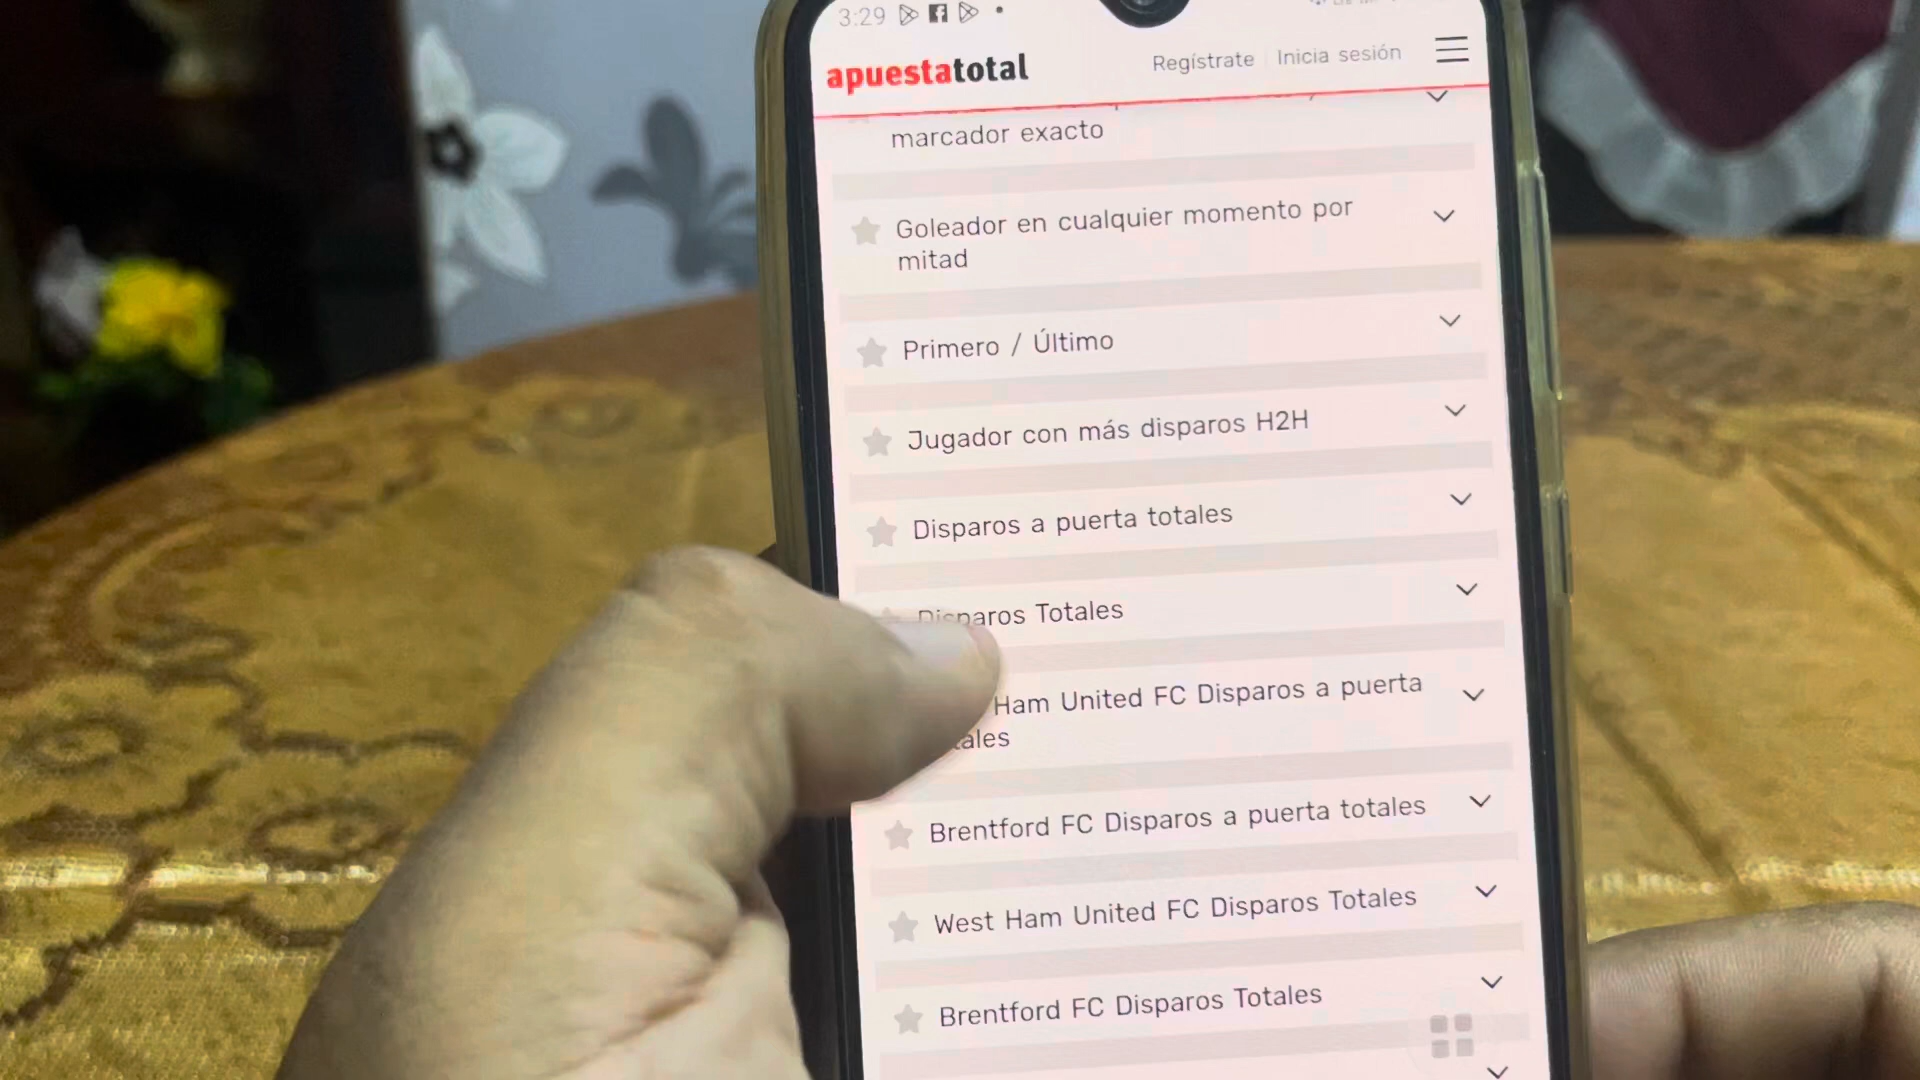 3:29
apuestatotal
Regístrate
Inicia sesión
marcador exacto
Goleador en cualquier momento por
mitad
Primero / Último
Jugador con más disparos H2H
Disparos a puerta totales
Disparos Totales
Ham United FC Disparos a puerta
Brentford FC Disparos a puerta totales
West Ham United FC Disparos Totales
Brentford FC Disparos Totales